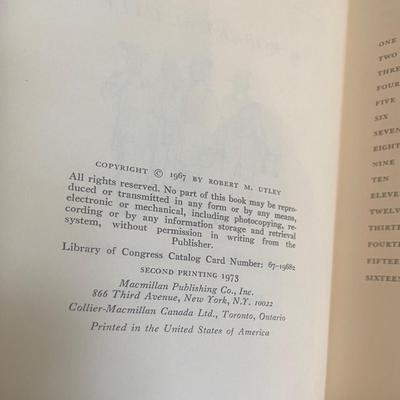 COPYRIGHT © 1967 BY ROBERT M. UTLEY
All rights reserved. No part of this book may be repro-
duced or transmitted in any form or by any means,
electronic or mechanical, including photocopying, re-
cording or by any information storage and retrieval
system, without permission in writing from the
Publisher.
Library of Congress Catalog Card Number: 67-19682
SECOND PRINTING 1973
Macmillan Publishing Co., Inc.
866 Third Avenue, New York, N.Y. 10022
Collier-Macmillan Canada Ltd., Toronto, Ontario
Printed in the United States of America
ONE
TWO
THREE
FOUR
FIVE
SIX
SEVEN
EIGHT
NINE
TEN
ELEVE
TWELV
THIRTE
FOURTE
FIFTEE
SIXTEEN